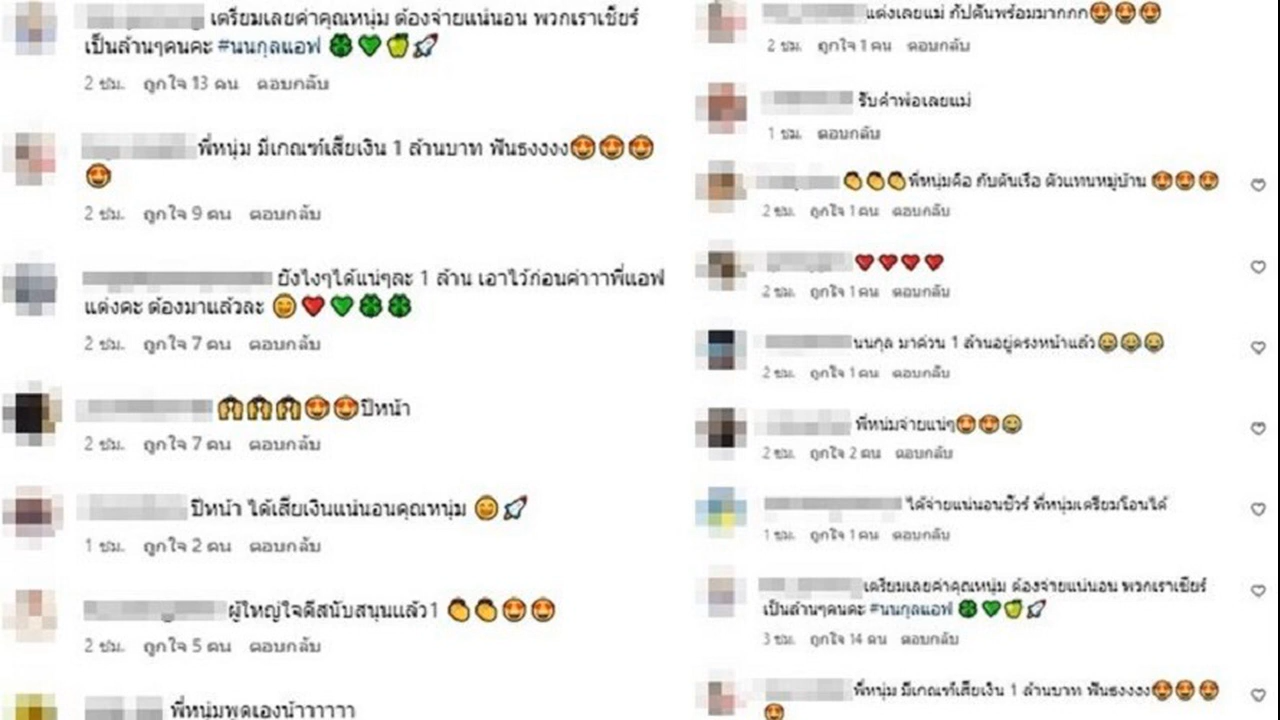 เตรียมเลยค่าคุณหนุ่ม ต้องจ่ายแน่นอน พวกเราเชียร์
เป็นล้านๆคนคะ #นนกุลแอฟ 🍀💚🍏🚀
2 ชม. ถูกใจ 13 คน ตอบกลับ
พี่หนุ่ม มีเกณฑ์เสียเงิน 1 ล้านบาท ฟันธงงงง😍😍😍
😍
2 ชม. ถูกใจ 9 คน ตอบกลับ
ยังไงๆได้แน่ๆละ 1 ล้าน เอาไว้ก่อนค่าาาพี่แอฟ
แต่งคะ ต้องมาแล้วละ 😊❤️💚🍀🍀
2 ชม. ถูกใจ 7 คน ตอบกลับ
🙌🙌🙌😍😍ปีหน้า
2 ชม. ถูกใจ 7 คน ตอบกลับ
ปีหน้า ได้เสียเงินแน่นอนคุณหนุ่ม 😊🚀
1 ชม. ถูกใจ 2 คน ตอบกลับ
ผู้ใหญ่ใจดีสนับสนุนแล้ว1 👏👏😍😍
2 ชม. ถูกใจ 5 คน ตอบกลับ
พี่หนุ่มพูดเองน้าาาาาา
แต่งเลยแม่ กัปตันพร้อมมากกก😍😍😍
2 ชม. ถูกใจ 1 คน ตอบกลับ
รับคำพ่อเลยแม่
1 ชม. ตอบกลับ
👏👏👏พี่หนุ่มคือ กับตันเรือ ตัวแทนหมู่บ้าน 😍😍😍
2 ชม. ถูกใจ 1 คน ตอบกลับ
❤️❤️❤️❤️
2 ชม. ถูกใจ 1 คน ตอบกลับ
นนกุล มาด่วน 1 ล้านอยู่ตรงหน้าแล้ว😂😂😂
2 ชม. ถูกใจ 1 คน ตอบกลับ
พี่หนุ่มจ่ายแน่ๆ😍😍😂
2 ชม. ถูกใจ 2 คน ตอบกลับ
ได้จ่ายแน่นอนชัวร์ พี่หนุ่มเตรียมโอนได้
1 ชม. ถูกใจ 1 คน ตอบกลับ
เตรียมเลยค่าคุณหนุ่ม ต้องจ่ายแน่นอน พวกเราเชียร์
เป็นล้านๆคนคะ #นนกุลแอฟ 🍀💚🍏🚀
3 ชม. ถูกใจ 14 คน ตอบกลับ
พี่หนุ่ม มีเกณฑ์เสียเงิน 1 ล้านบาท ฟันธงงงง😍😍😍
😍